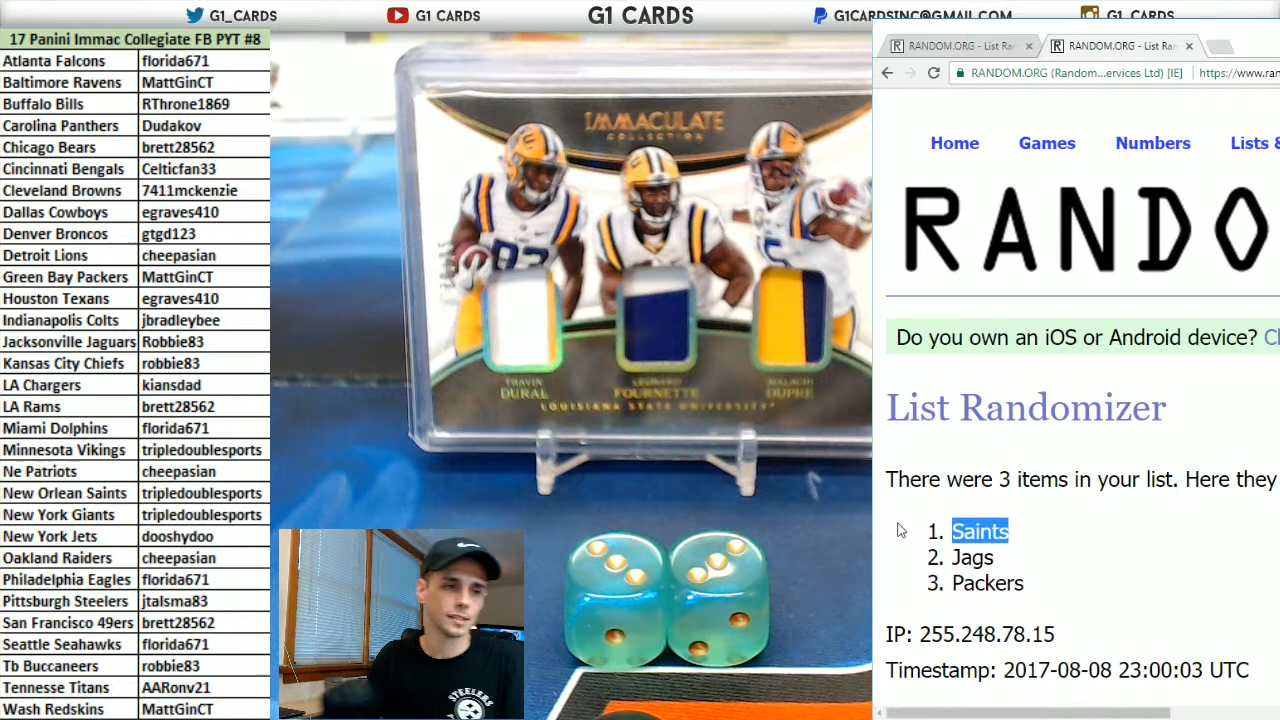 G1_CARDS
G1 CARDS
G1 CARDS
G1CARDSINC@GMAIL.COM
G1_CARDS
17 Panini Immac Collegiate FB PYT #8
Atlanta Falcons florida671
Baltimore Ravens MattGinCT
Buffalo Bills RThrone1869
Carolina Panthers Dudakov
Chicago Bears brett28562
Cincinnati Bengals Celticfan33
Cleveland Browns 7411mckenzie
Dallas Cowboys egraves410
Denver Broncos gtgd123
Detroit Lions cheepasian
Green Bay Packers MattGinCT
Houston Texans egraves410
Indianapolis Colts jbradleybee
Jacksonville Jaguars Robbie83
Kansas City Chiefs robbie83
LA Chargers kiansdad
LA Rams brett28562
Miami Dolphins florida671
Minnesota Vikings tripledoublesports
Ne Patriots cheepasian
New Orlean Saints tripledoublesports
New York Giants tripledoublesports
New York Jets dooshydoo
Oakland Raiders cheepasian
Philadelphia Eagles florida671
Pittsburgh Steelers jtalsma83
San Francisco 49ers brett28562
Seattle Seahawks florida671
Tb Buccaneers robbie83
Tennesse Titans AARonv21
Wash Redskins MattGinCT
IMMACULATE
COLLECTION
TRAVIN
DURAL
LEONARD
FOURNETTE
MALACHI
DUPRE
LOUISIANA STATE UNIVERSITY
STEELERS
RANDOM.ORG - List Ra
RANDOM.ORG - List Ra
RANDOM.ORG (Random...ervices Ltd) [IE] https://www.ran
Home Games Numbers Lists &
RANDO
Do you own an iOS or Android device?
List Randomizer
There were 3 items in your list. Here they
1. Saints
2. Jags
3. Packers
IP: 255.248.78.15
Timestamp: 2017-08-08 23:00:03 UTC